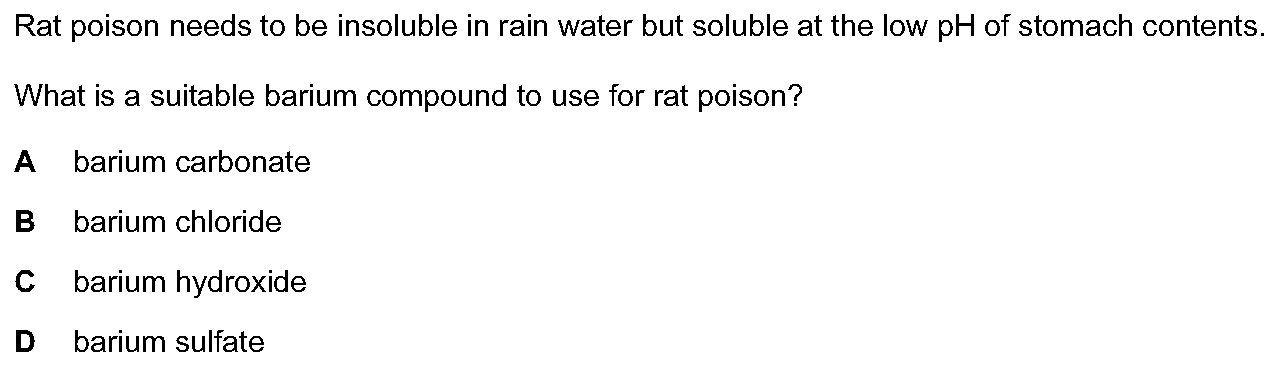 Rat poison needs to be insoluble in rain water but soluble at the low pH of stomach contents.
What is a suitable barium compound to use for rat poison?
A barium carbonate
B barium chloride
C barium hydroxide
D barium sulfate